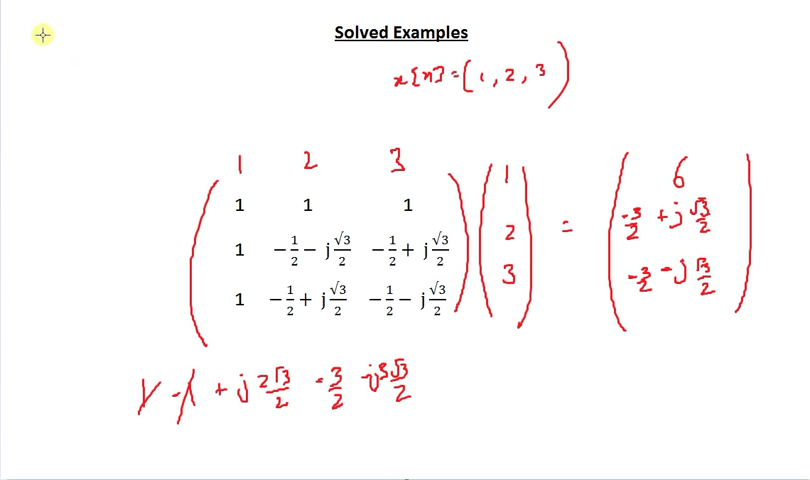 Solved Examples
x[n] = (1, 2, 3)
1 2 3
1 1 1
1 -1/2 - j √3/2 -1/2 + j √3/2
1 -1/2 + j √3/2 -1/2 - j √3/2
1
2
3
=
6
-3/2 + j √3/2
-3/2 - j √3/2
1 - 1 + j 2√3/2 - 3/2 - j 3√3/2